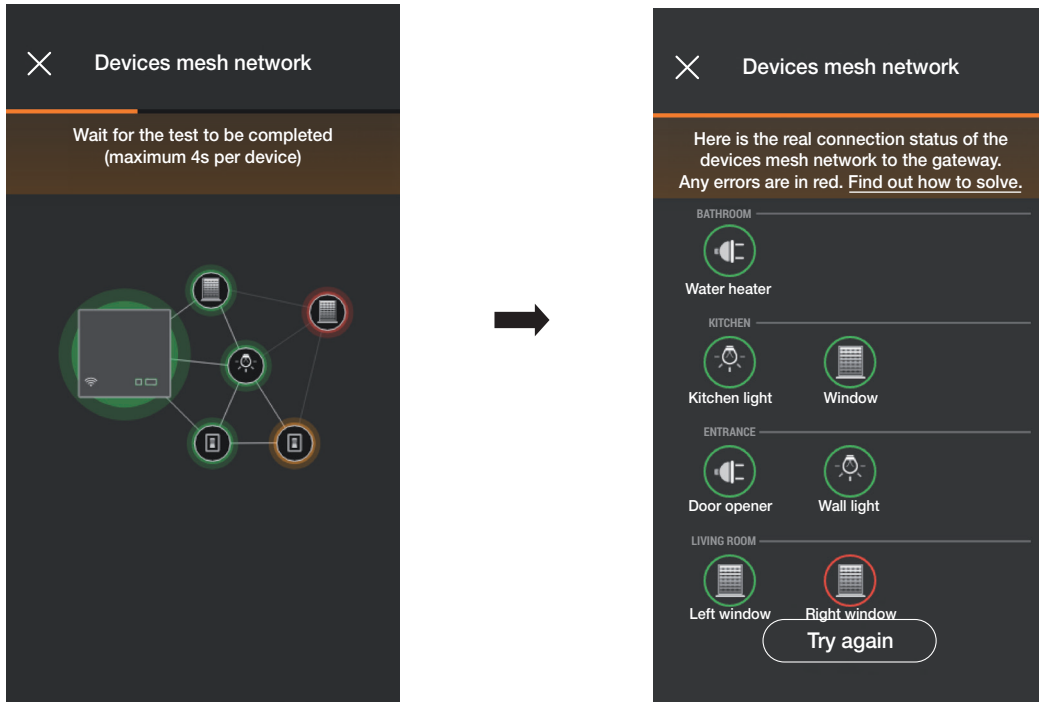 Devices mesh network
Wait for the test to be completed
(maximum 4s per device)
Devices mesh network
Here is the real connection status of the
devices mesh network to the gateway.
Any errors are in red. Find out how to solve.
BATHROOM
Water heater
KITCHEN
Kitchen light Window
ENTRANCE
Door opener Wall light
LIVING ROOM
Left window Right window
Try again